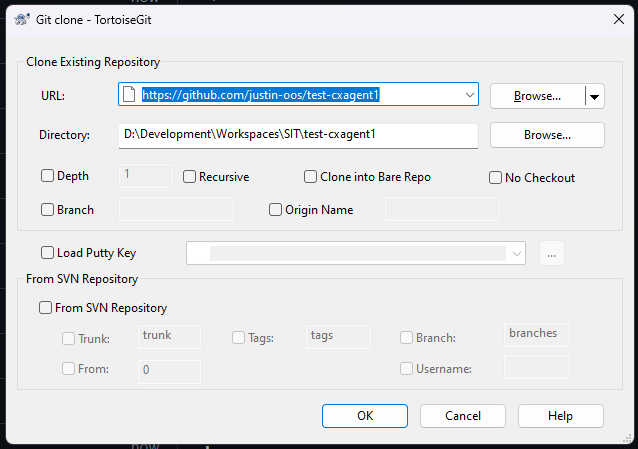 Git clone - TortoiseGit
Clone Existing Repository
URL: https://github.com/justin-oos/test-cxagent1 Browse...
Directory: D:\Development\Workspaces\SIT\test-cxagent1 Browse...
Depth 1 Recursive Clone into Bare Repo No Checkout
Branch Origin Name
Load Putty Key ...
From SVN Repository
From SVN Repository
Trunk: trunk Tags: tags Branch: branches
From: 0 Username:
OK Cancel Help